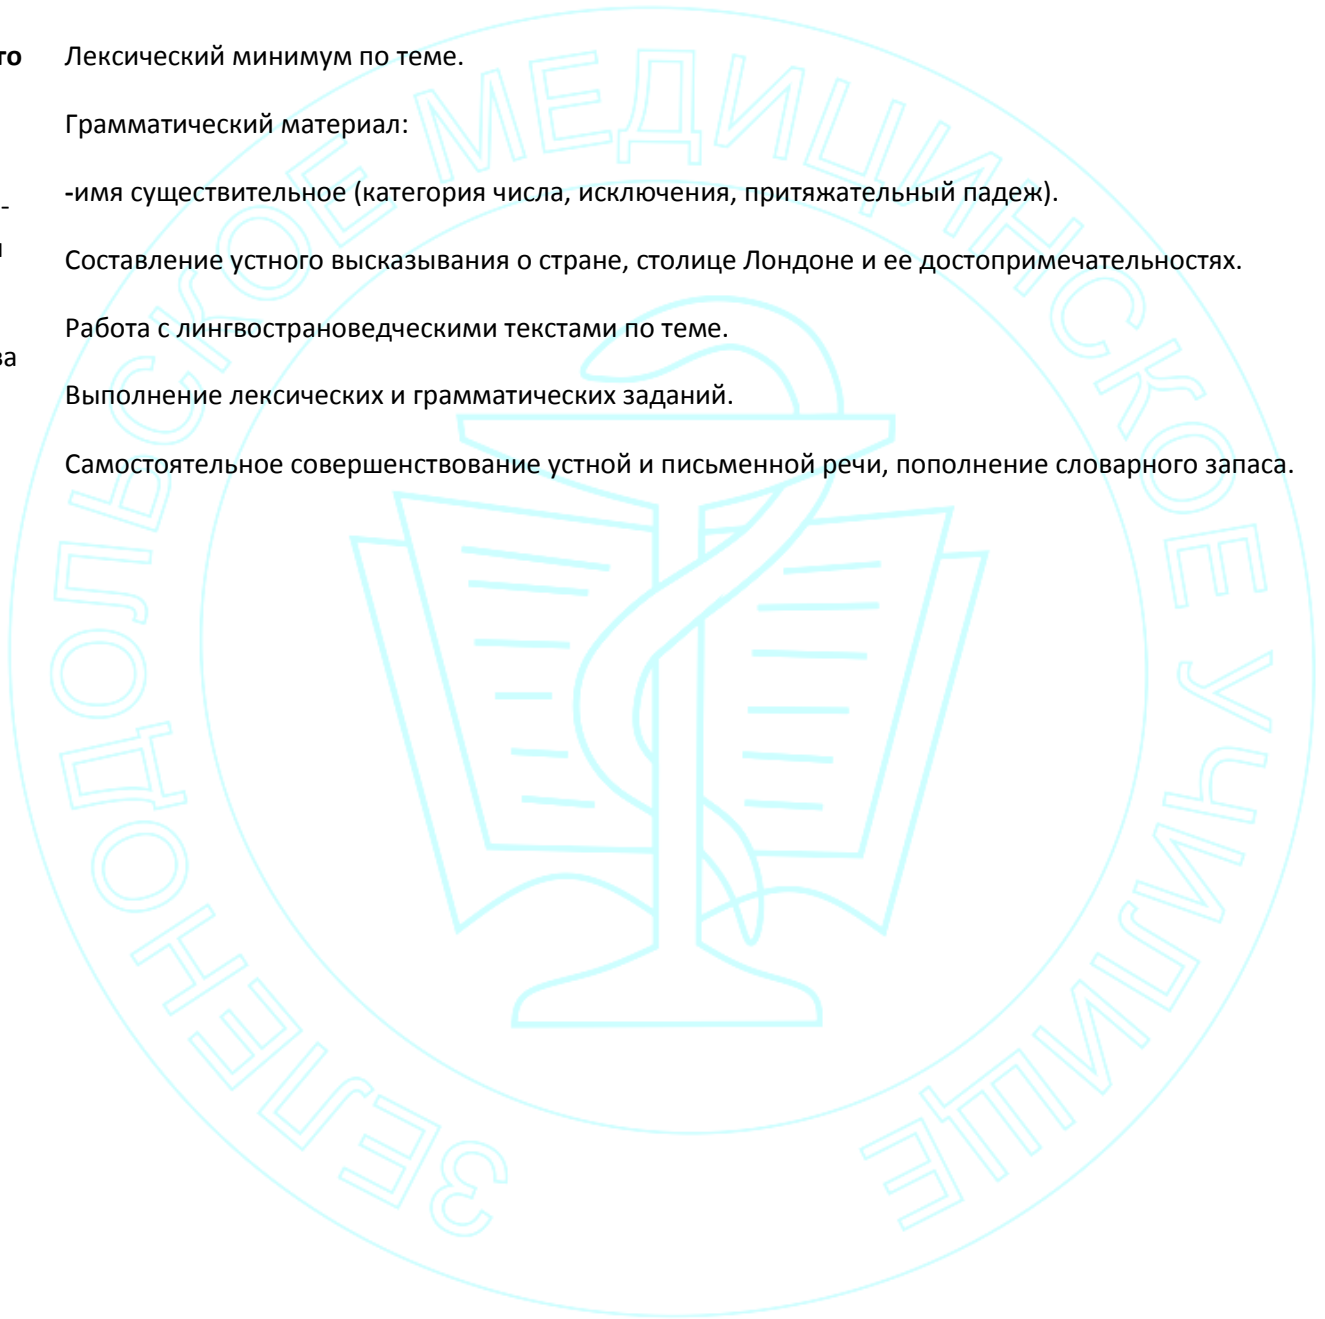 го Лексический минимум по теме.
Грамматический материал:
-имя существительное (категория числа, исключения, притяжательный падеж).
-
Составление устного высказывания о стране, столице Лондоне и ее достопримечательностях.
Работа с лингвострановедческими текстами по теме.
ва
Выполнение лексических и грамматических заданий.
Самостоятельное совершенствование устной и письменной речи, пополнение словарного запаса.
ЗЕЛЕНОДОЛЬСКОЕ МЕДИЦИНСКОЕ УЧИЛИЩЕ